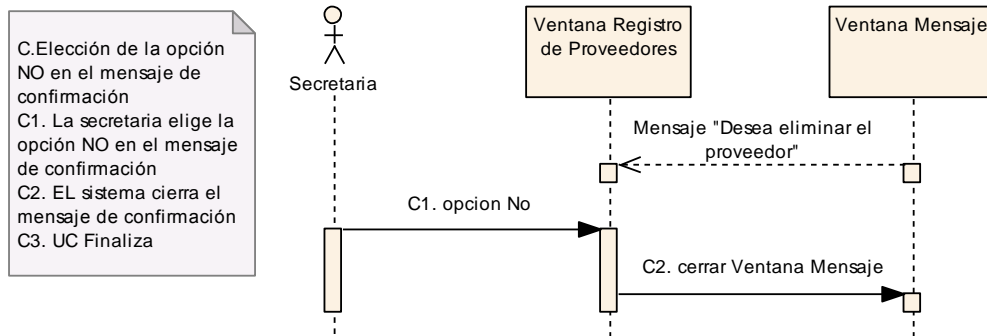 C.Elección de la opción
NO en el mensaje de
confirmación
C1. La secretaria elige la
opción NO en el mensaje
de confirmación
C2. EL sistema cierra el
mensaje de confirmación
C3. UC Finaliza
Secretaria
Ventana Registro
de Proveedores
Ventana Mensaje
Mensaje "Desea eliminar el
proveedor"
C1. opcion No
C2. cerrar Ventana Mensaje